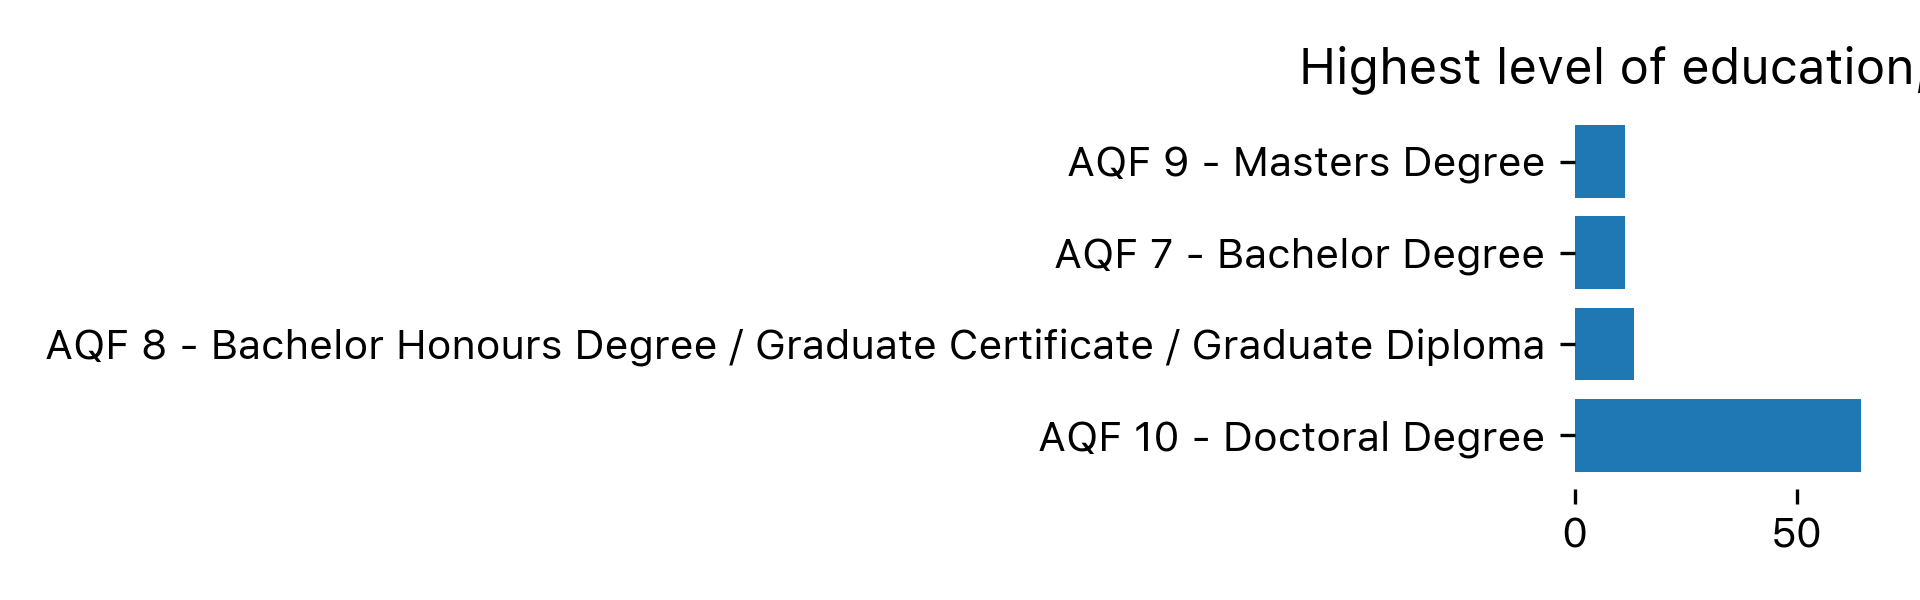 Highest level of education,
AQF 9 - Masters Degree
AQF 7 - Bachelor Degree
AQF 8 - Bachelor Honours Degree / Graduate Certificate / Graduate Diploma
AQF 10 - Doctoral Degree
0 50